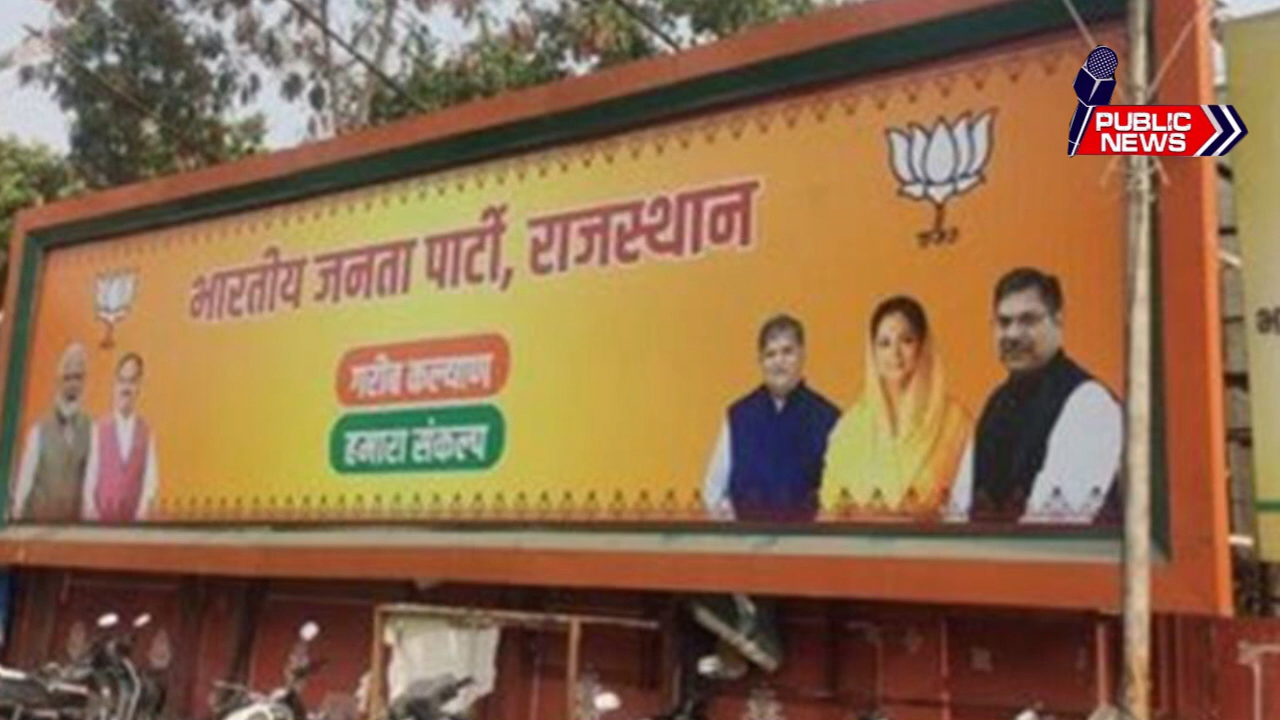 PUBLIC
NEWS
भारतीय जनता पार्टी, राजस्थान
गरीब कल्याण
हमारा संकल्प